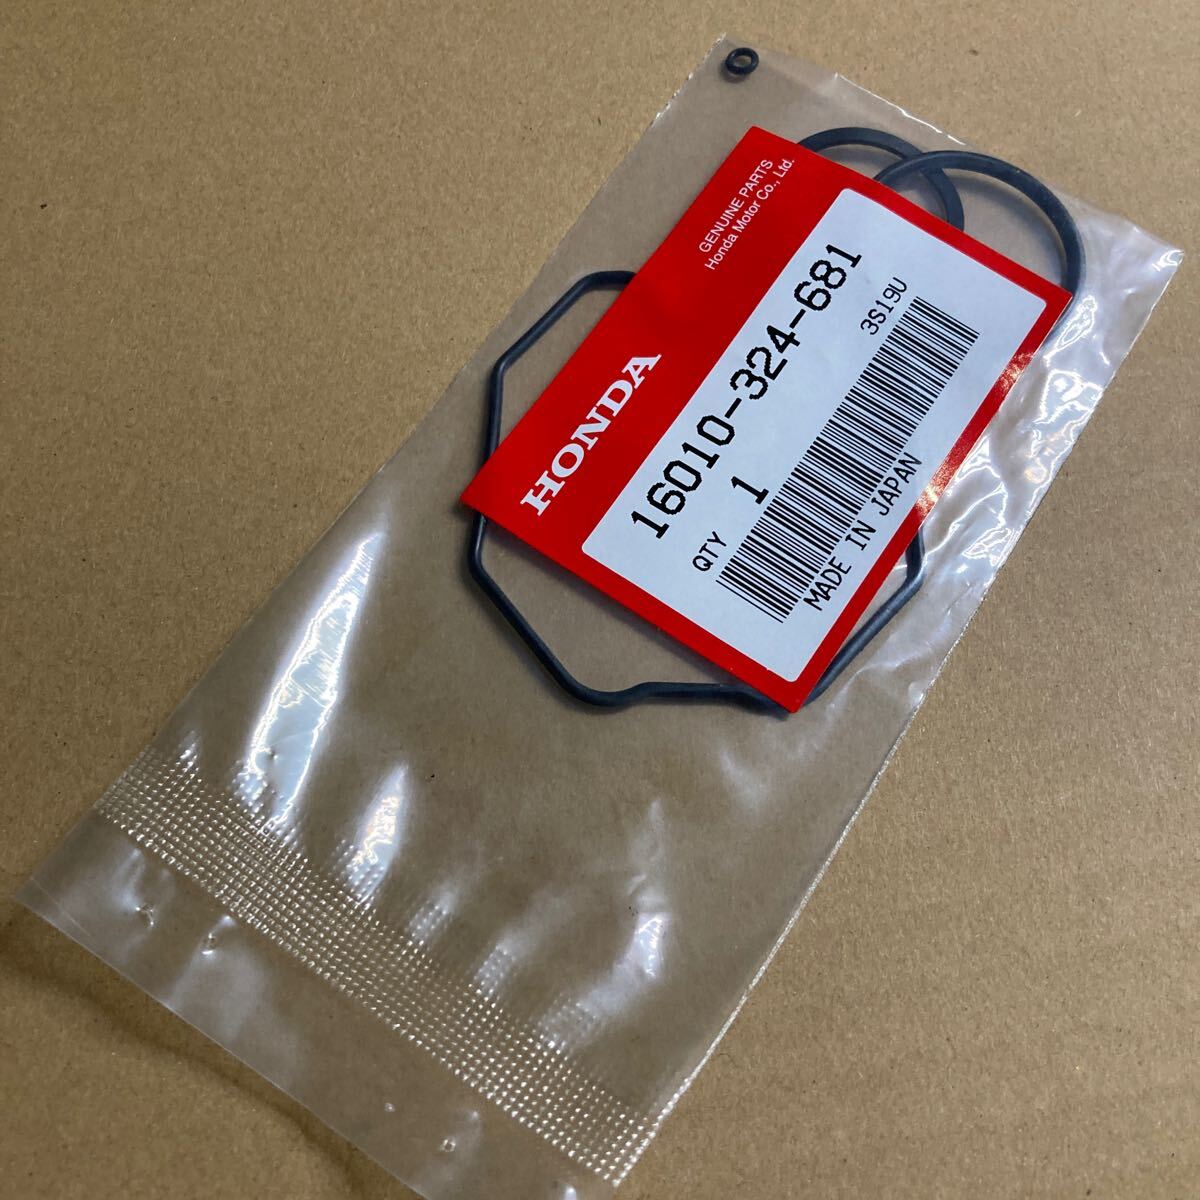 GENUINE PARTS
Honda Motor Co., Ltd.
HONDA
16010-324-681
QTY 1
3S19U
MADE IN JAPAN